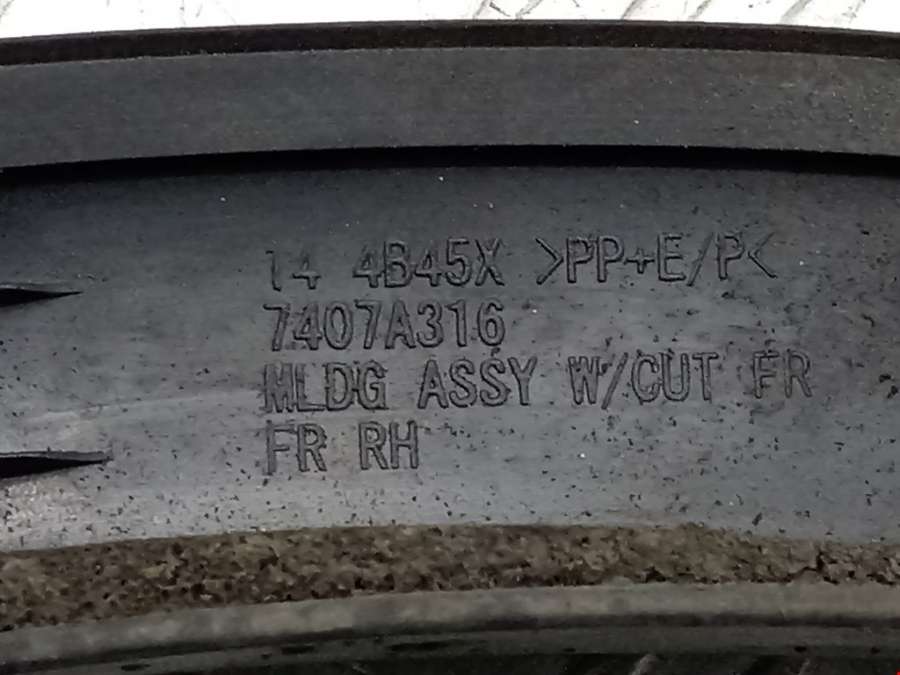 14 4B45X >PP+E/P<
7407A316
MLDG ASSY W/CUT FR
FR RH